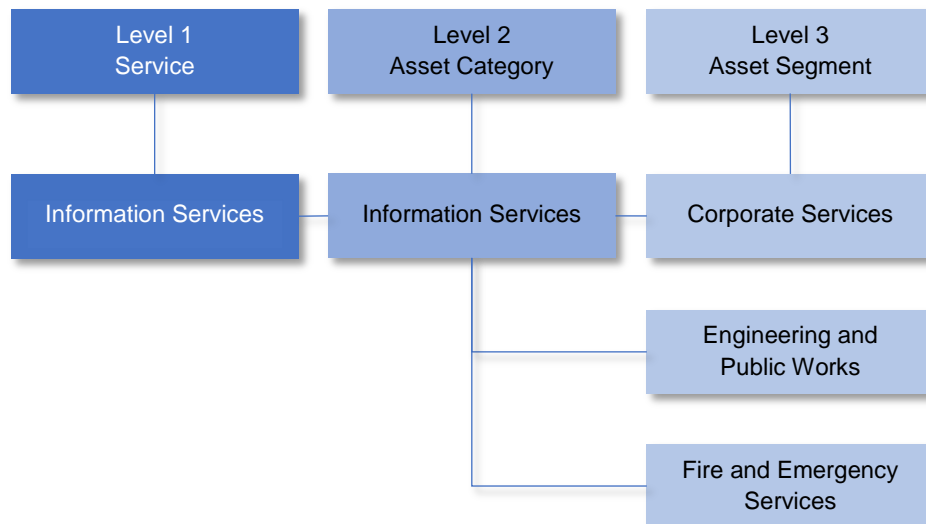 Level 1
Service
Level 2
Asset Category
Level 3
Asset Segment
Information Services
Information Services
Corporate Services
Engineering and
Public Works
Fire and Emergency
Services